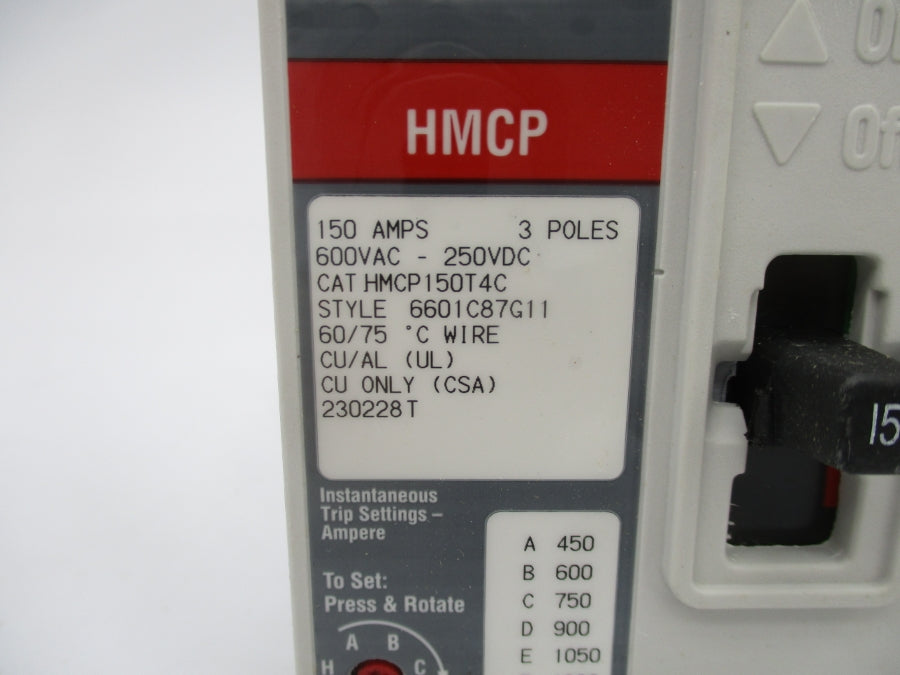 HMCP
150 AMPS 3 POLES
600VAC - 250VDC
CAT HMCP150T4C
STYLE 6601C87G11
60/75 °C WIRE
CU/AL (UL)
CU ONLY (CSA)
230228T
Instantaneous
Trip Settings –
Ampere
To Set:
Press & Rotate
A B
H C
A 450
B 600
C 750
D 900
E 1050
15